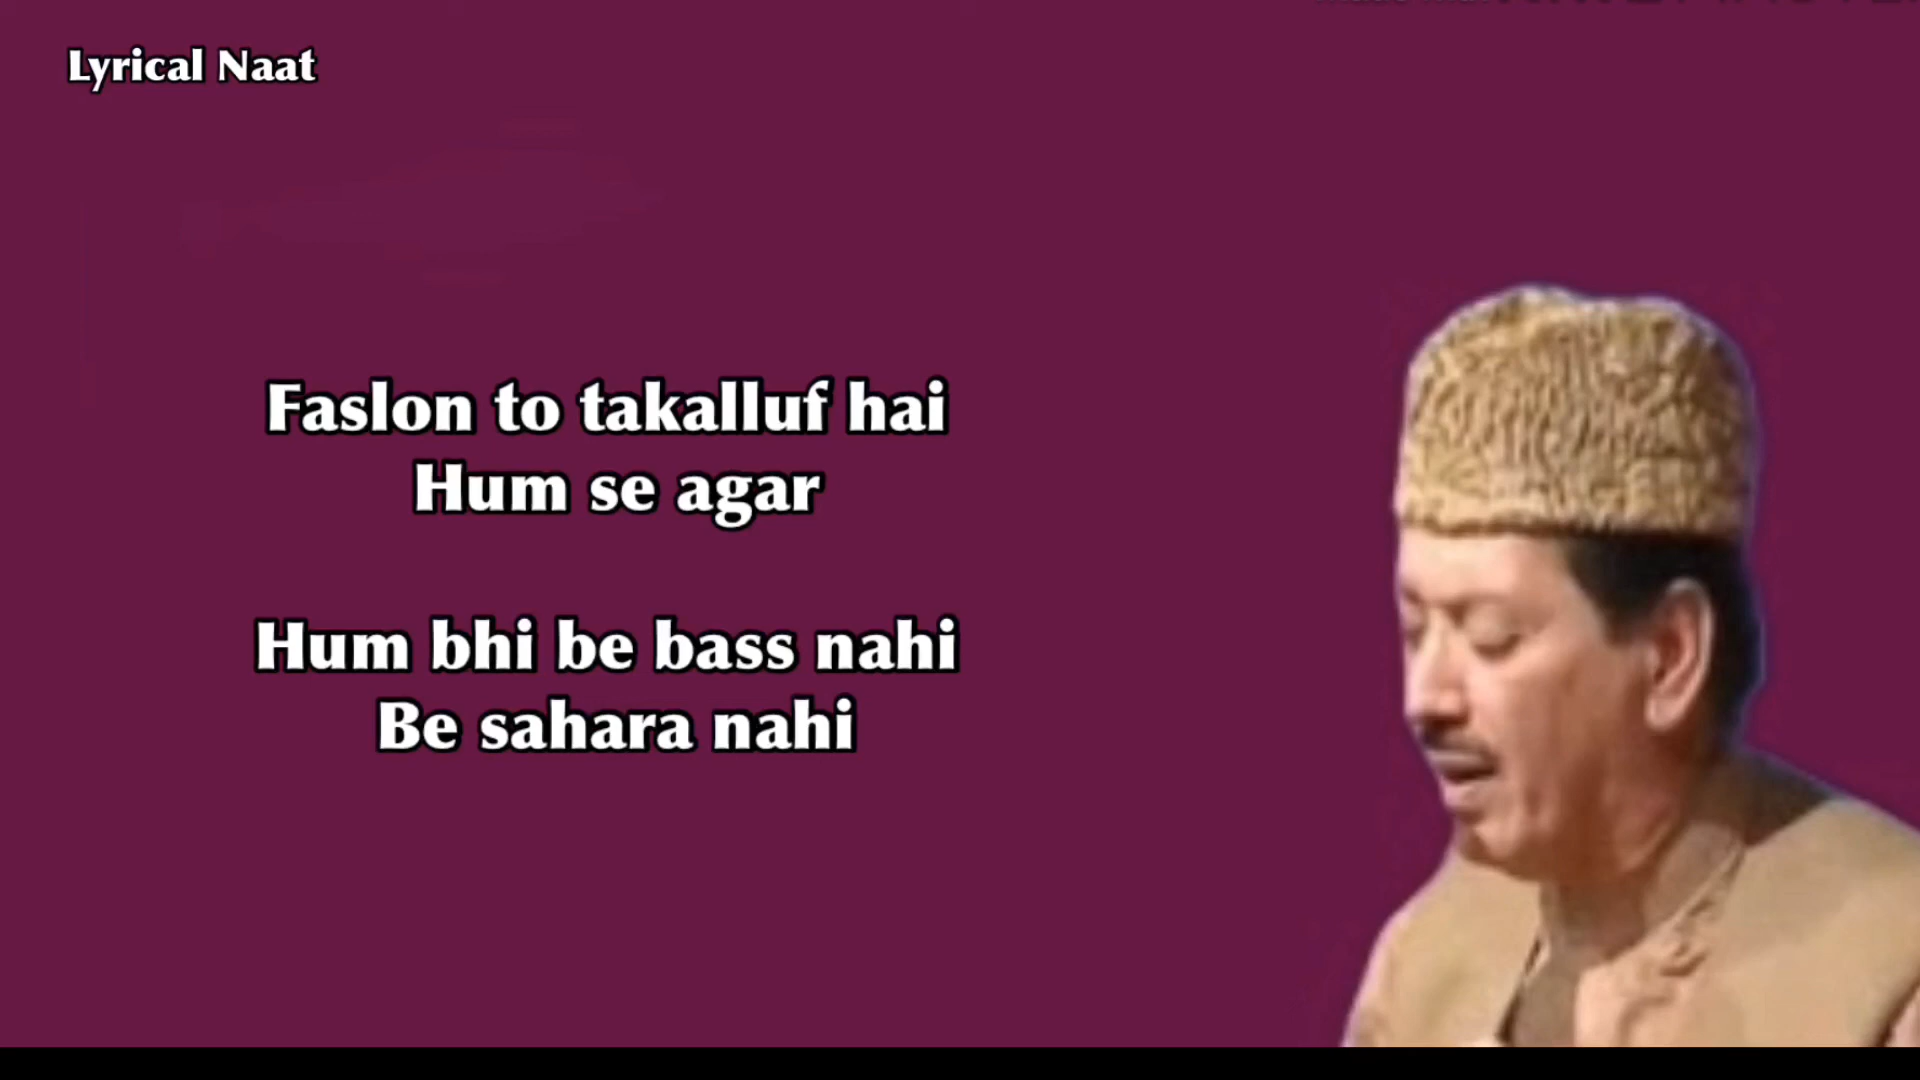 Lyrical Naat
Faslon to takalluf hai
Hum se agar
Hum bhi be bass nahi
Be sahara nahi